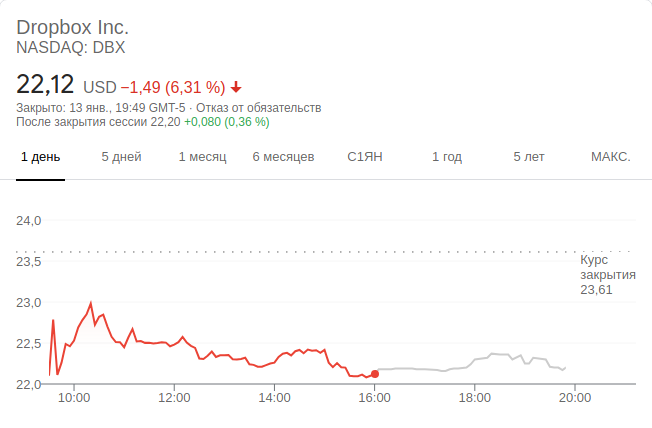 Dropbox Inc.
NASDAQ: DBX
22,12 USD −1,49 (6,31 %)
Закрыто: 13 янв., 19:49 GMT-5 · Отказ от обязательств
После закрытия сессии 22,20 +0,080 (0,36 %)
1 день 5 дней 1 месяц 6 месяцев С1ЯН 1 год 5 лет МАКС.
24,0
23,5
Курс
закрытия
23,61
23,0
22,5
22,0
10:00 12:00 14:00 16:00 18:00 20:00